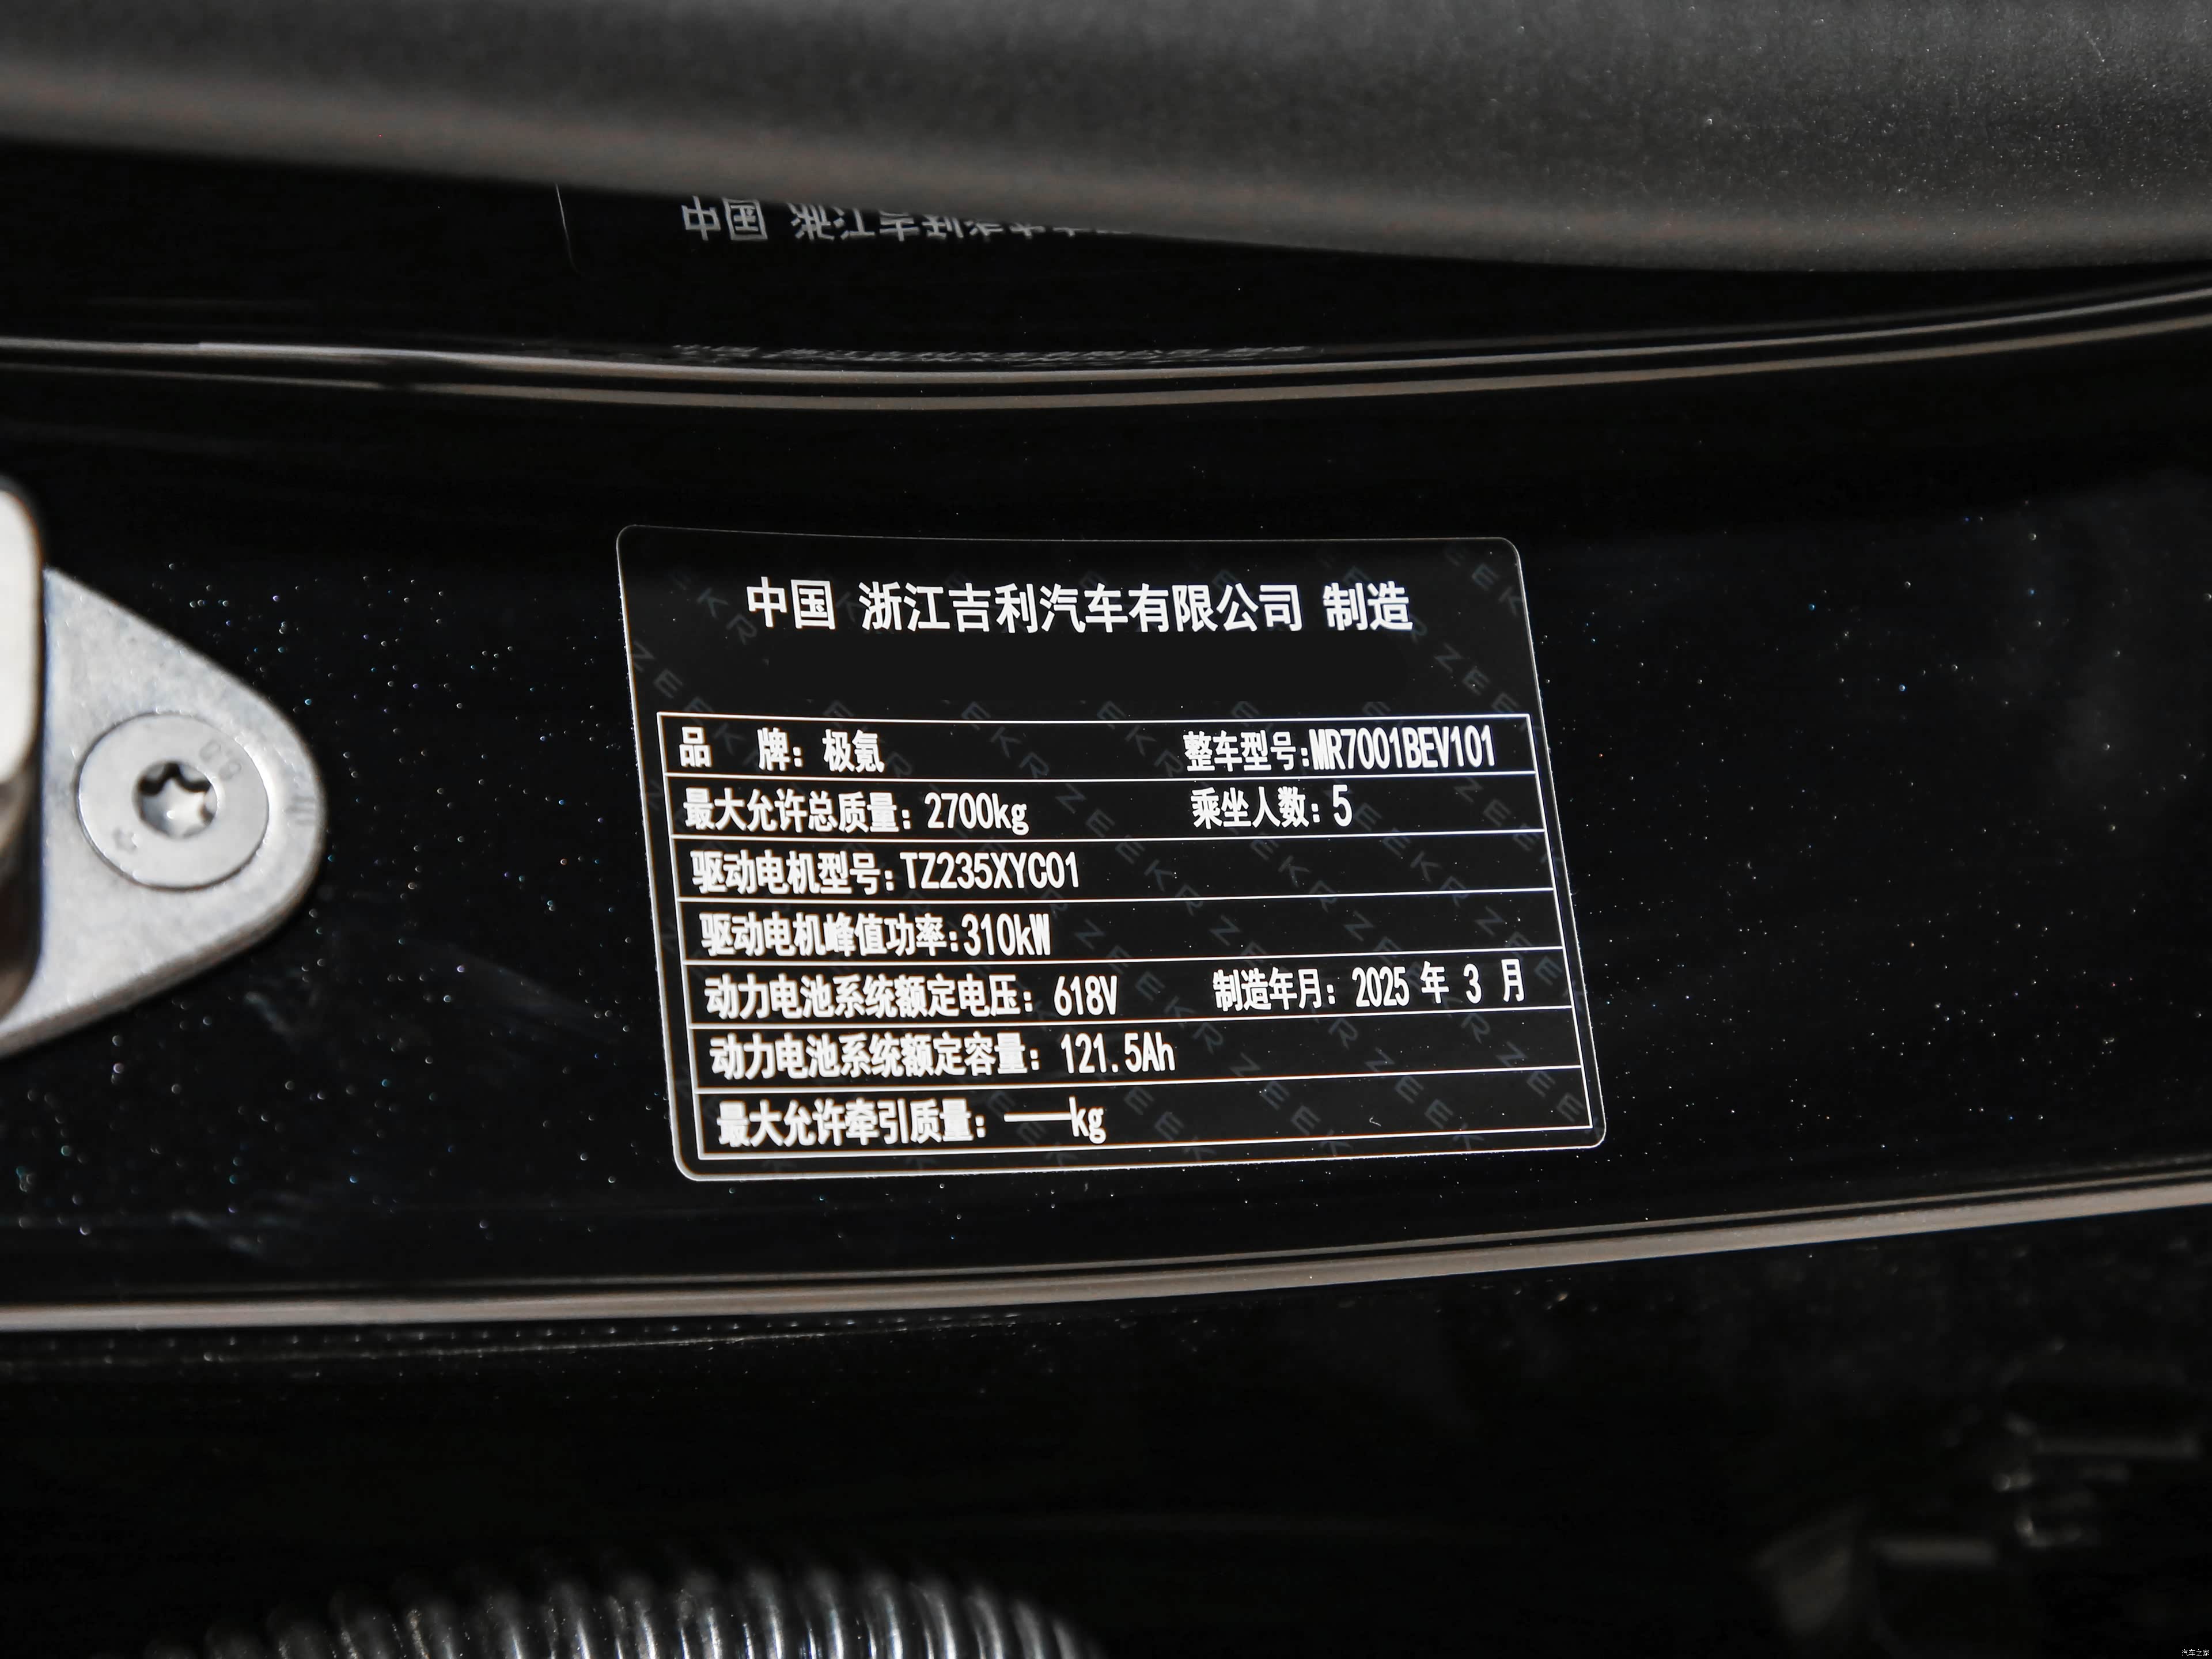 中国 浙江吉利汽车有限公司 制造
品 牌：极氪 整车型号:MR7001BEV101
最大允许总质量：2700kg 乘坐人数：5
驱动电机型号:TZ235XYC01
驱动电机峰值功率:310kW
动力电池系统额定电压：618V 制造年月：2025 年 3 月
动力电池系统额定容量：121.5Ah
最大允许牵引质量：——kg
汽车之家